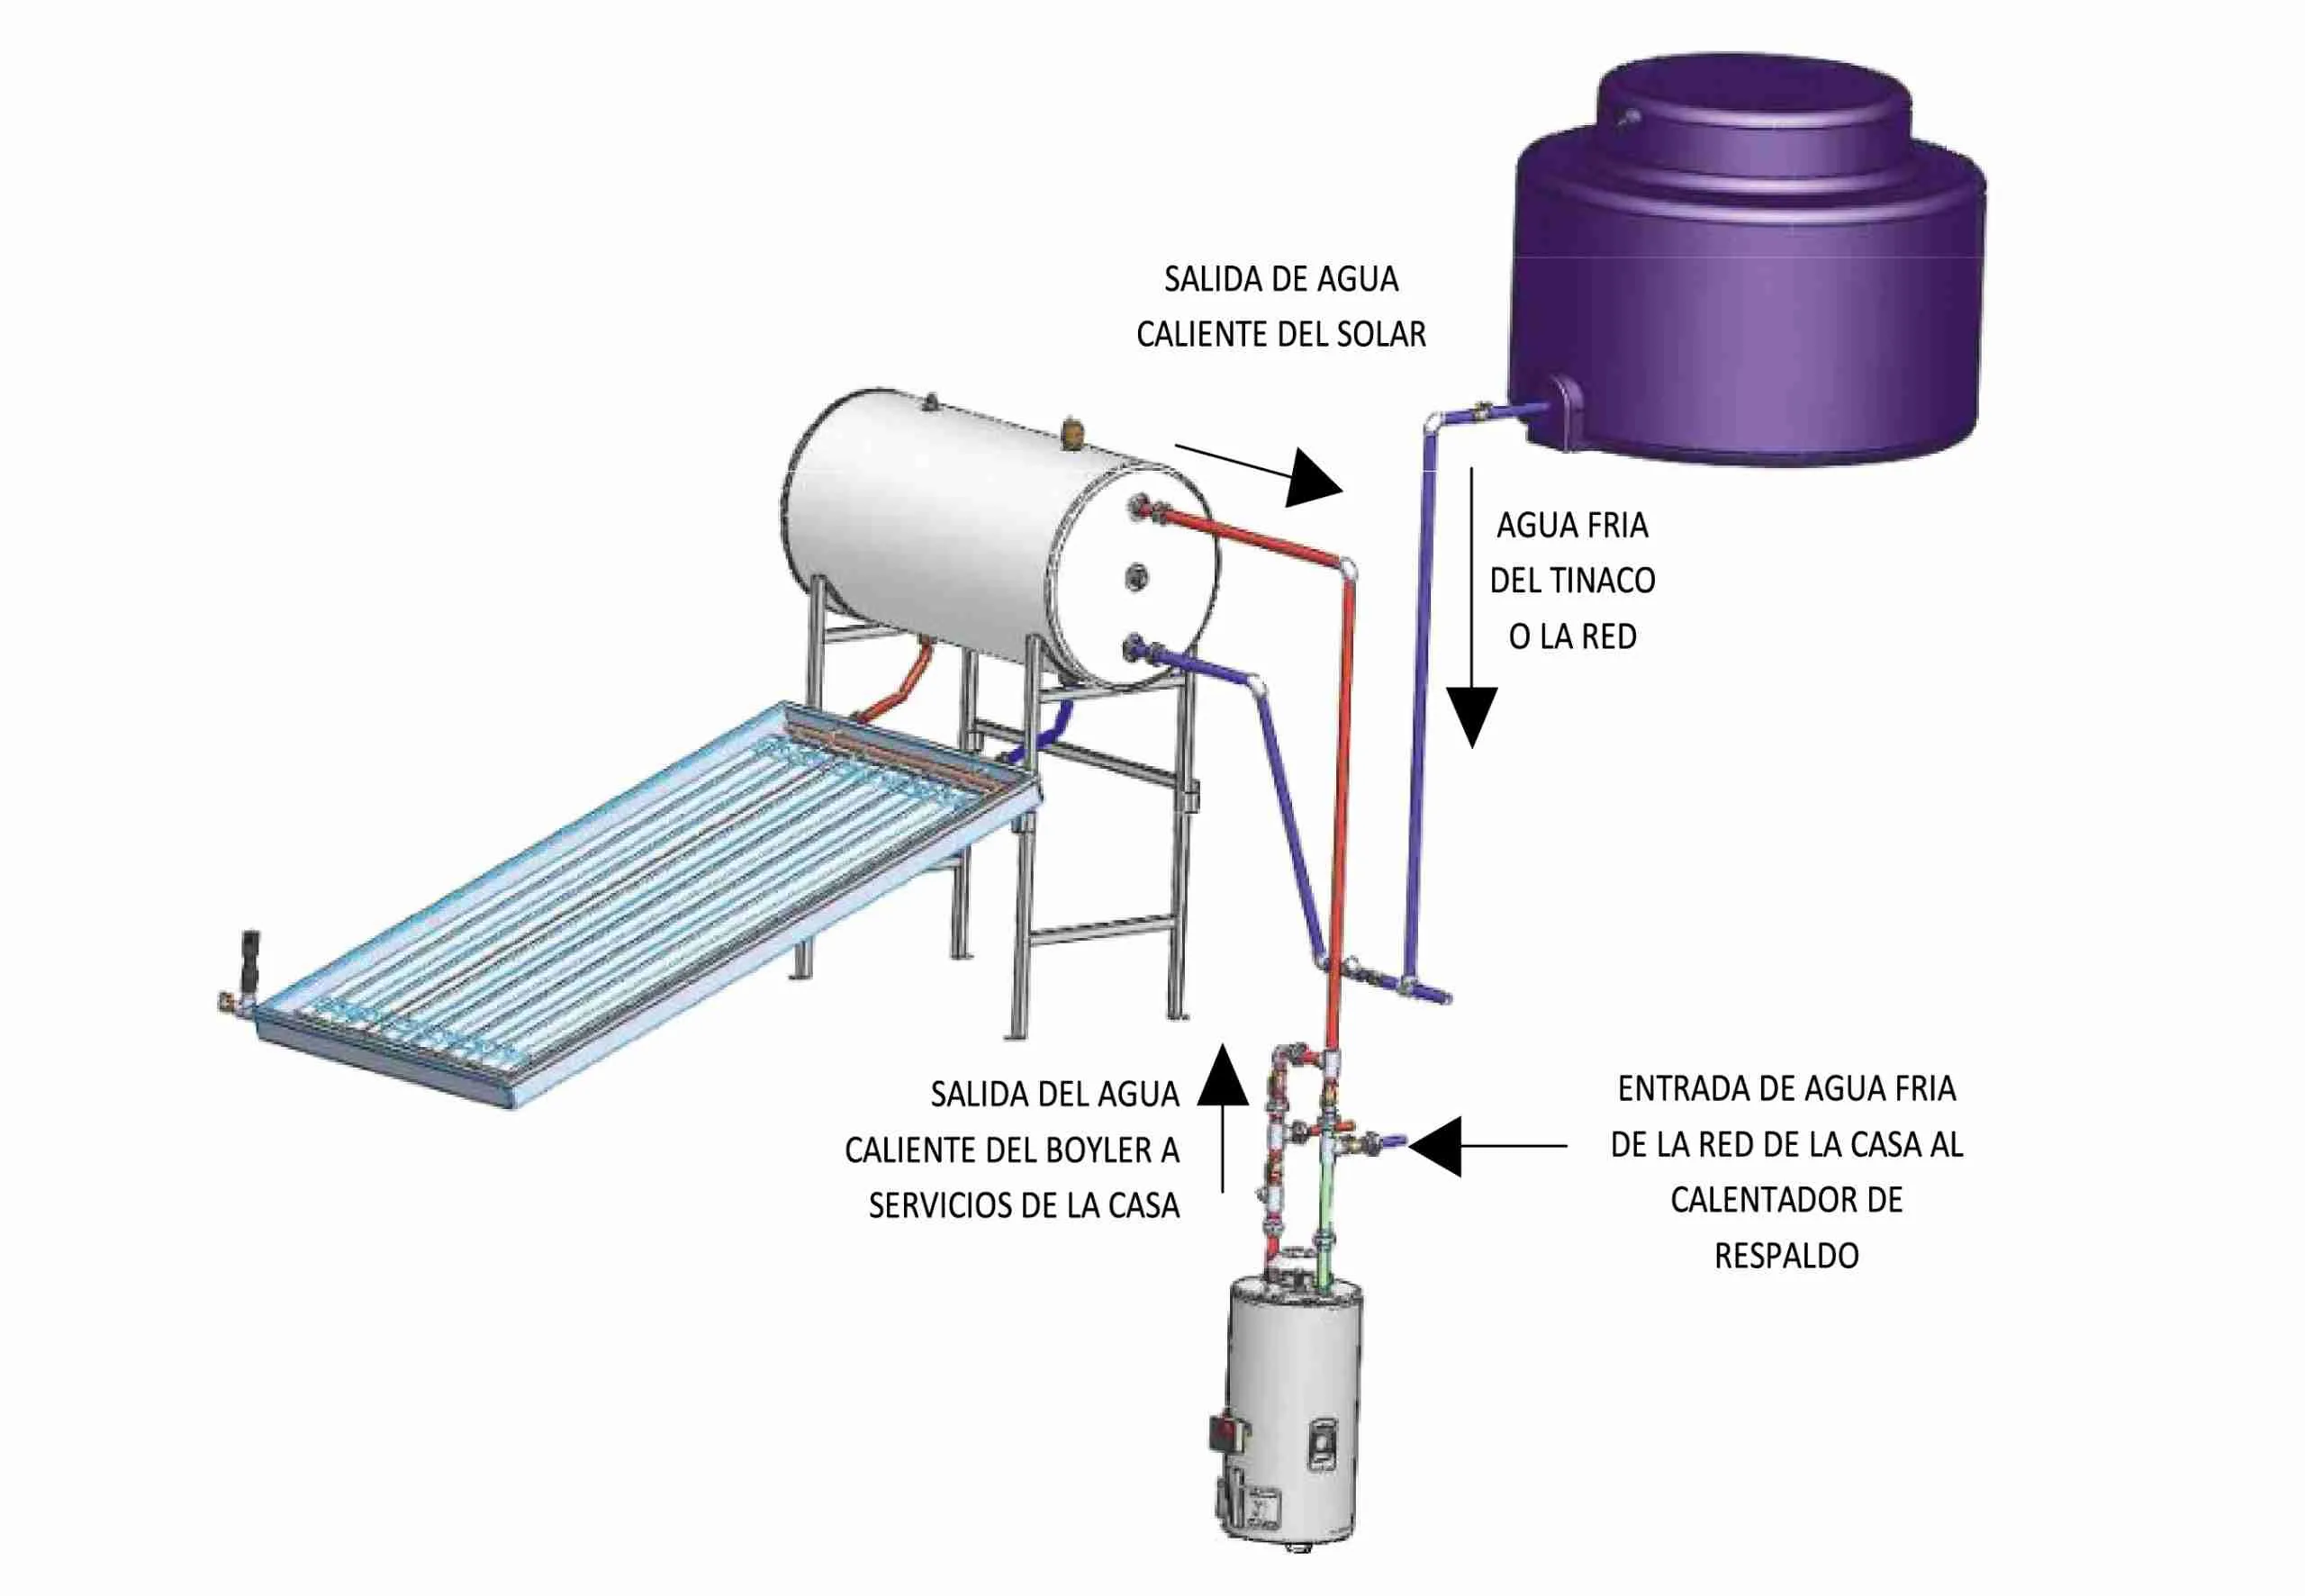 SALIDA DE AGUA
CALIENTE DEL SOLAR
AGUA FRIA
DEL TINACO
O LA RED
SALIDA DEL AGUA
CALIENTE DEL BOYLER A
SERVICIOS DE LA CASA
ENTRADA DE AGUA FRIA
DE LA RED DE LA CASA AL
CALENTADOR DE
RESPALDO